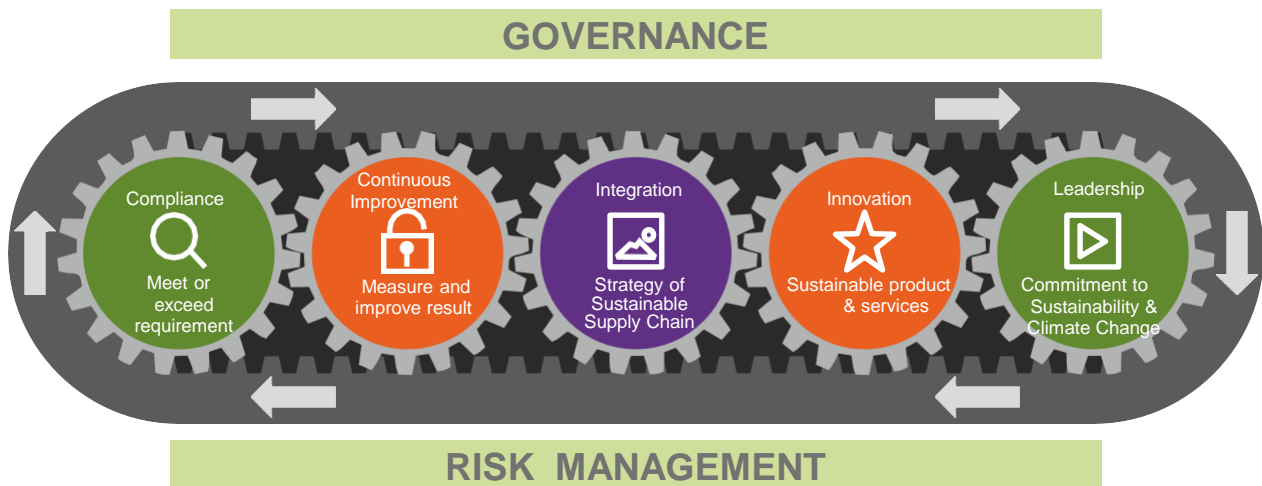 GOVERNANCE
Compliance
Meet or
exceed
requirement
Continuous
Improvement
Measure and
improve result
Integration
Strategy of
Sustainable
Supply Chain
Innovation
Sustainable product
& services
Leadership
Commitment to
Sustainability &
Climate Change
RISK MANAGEMENT